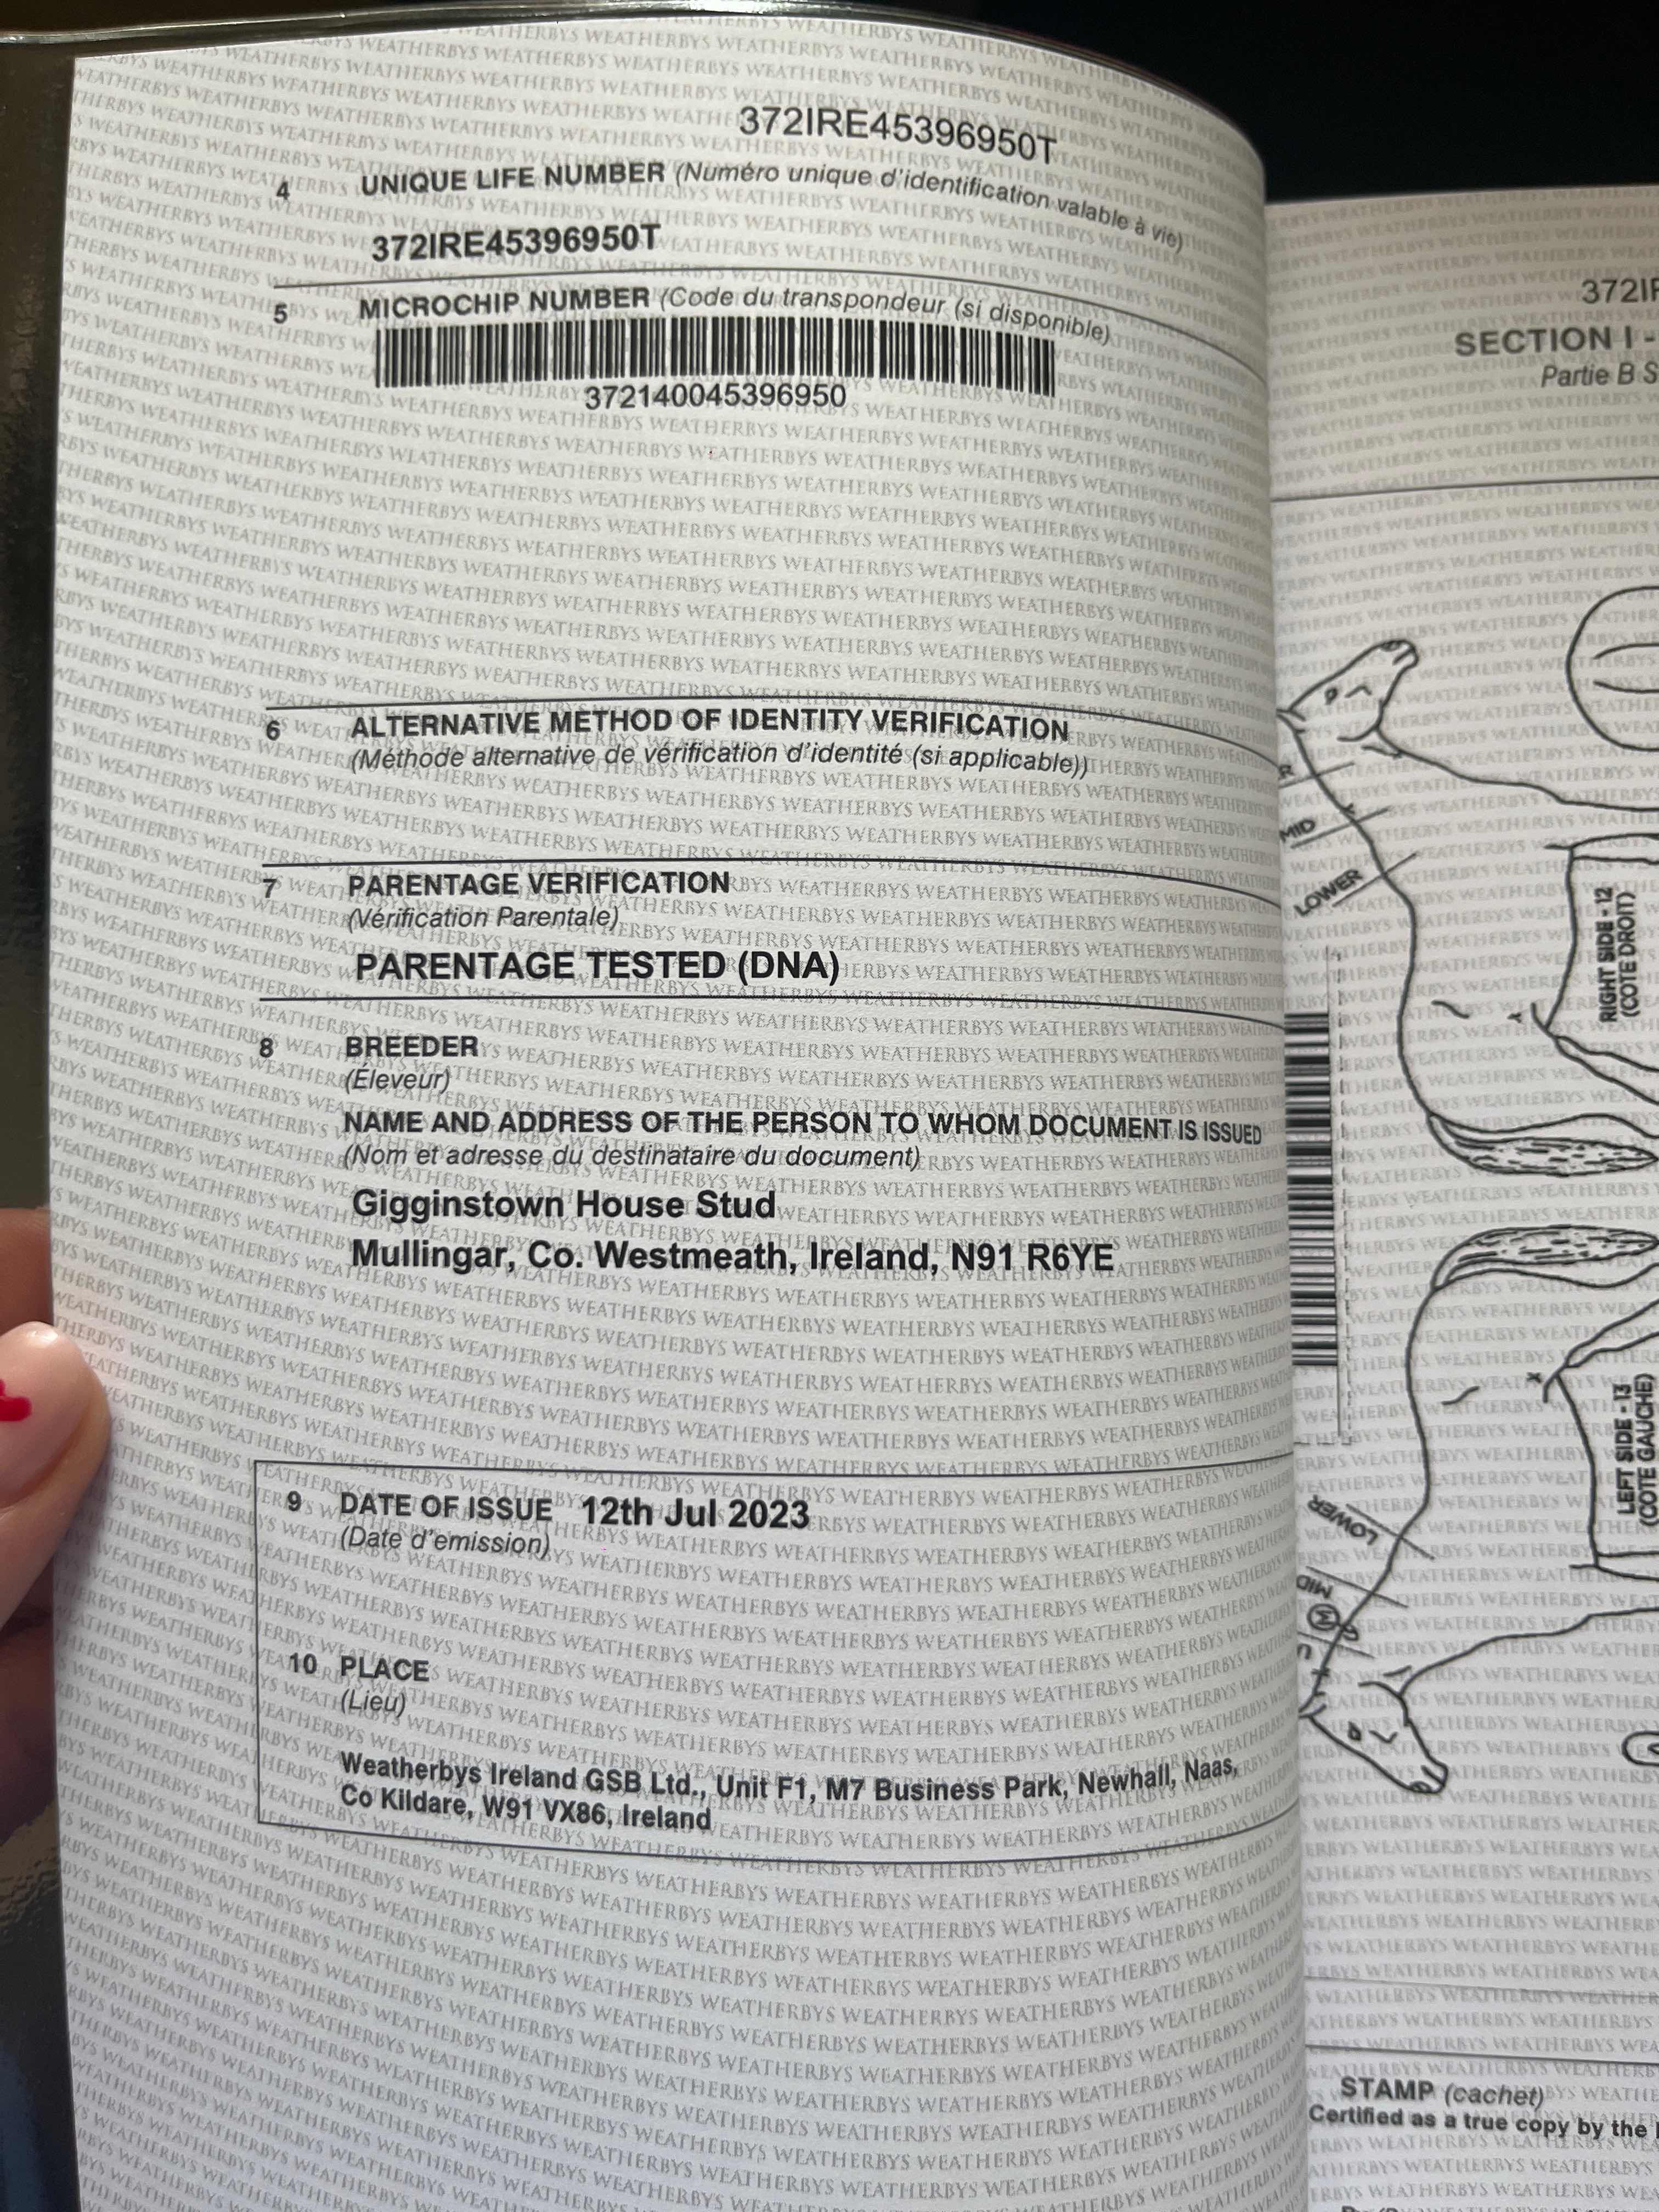 372IRE45396950T
4 UNIQUE LIFE NUMBER (Numéro unique d'identification valable à vie)
372IRE45396950T
5 MICROCHIP NUMBER (Code du transpondeur (si disponible)
372140045396950
6 ALTERNATIVE METHOD OF IDENTITY VERIFICATION
(Méthode alternative de vérification d'identité (si applicable))
7 PARENTAGE VERIFICATION
(Vérification Parentale)
PARENTAGE TESTED (DNA)
8 BREEDER
(Éleveur)
NAME AND ADDRESS OF THE PERSON TO WHOM DOCUMENT IS ISSUED
(Nom et adresse du destinataire du document)
Gigginstown House Stud
Mullingar, Co. Westmeath, Ireland, N91 R6YE
9 DATE OF ISSUE 12th Jul 2023
(Date d'emission)
10 PLACE
(Lieu)
Weatherbys Ireland GSB Ltd., Unit F1, M7 Business Park, Newhall, Naas,
Co Kildare, W91 VX86, Ireland
SECTION I -
Partie B
MID
LOWER
RIGHT SIDE - 12
(COTE DROIT)
LEFT SIDE - 13
(COTE GAUCHE)
LOWER
MID
STAMP (cachet)
Certified as a true copy by the